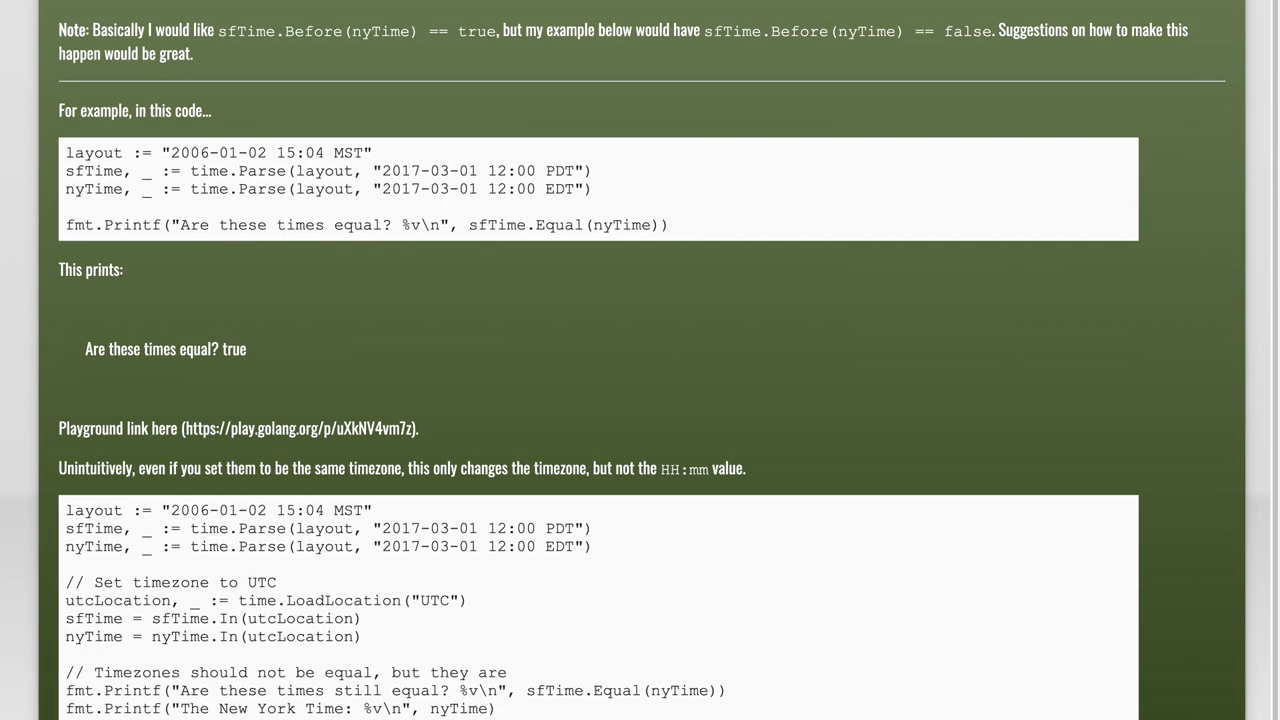 Note: Basically I would like sfTime.Before(nyTime) == true, but my example below would have sfTime.Before(nyTime) == false. Suggestions on how to make this
happen would be great.
For example, in this code...
layout := "2006-01-02 15:04 MST"
sfTime, _ := time.Parse(layout, "2017-03-01 12:00 PDT")
nyTime, _ := time.Parse(layout, "2017-03-01 12:00 EDT")
fmt.Printf("Are these times equal? %v\n", sfTime.Equal(nyTime))
This prints:
Are these times equal? true
Playground link here (https://play.golang.org/p/uXkNV4vm7z).
Unintuitively, even if you set them to be the same timezone, this only changes the timezone, but not the HH:mm value.
layout := "2006-01-02 15:04 MST"
sfTime, _ := time.Parse(layout, "2017-03-01 12:00 PDT")
nyTime, _ := time.Parse(layout, "2017-03-01 12:00 EDT")
// Set timezone to UTC
utcLocation, _ := time.LoadLocation("UTC")
sfTime = sfTime.In(utcLocation)
nyTime = nyTime.In(utcLocation)
// Timezones should not be equal, but they are
fmt.Printf("Are these times still equal? %v\n", sfTime.Equal(nyTime))
fmt.Printf("The New York Time: %v\n", nyTime)